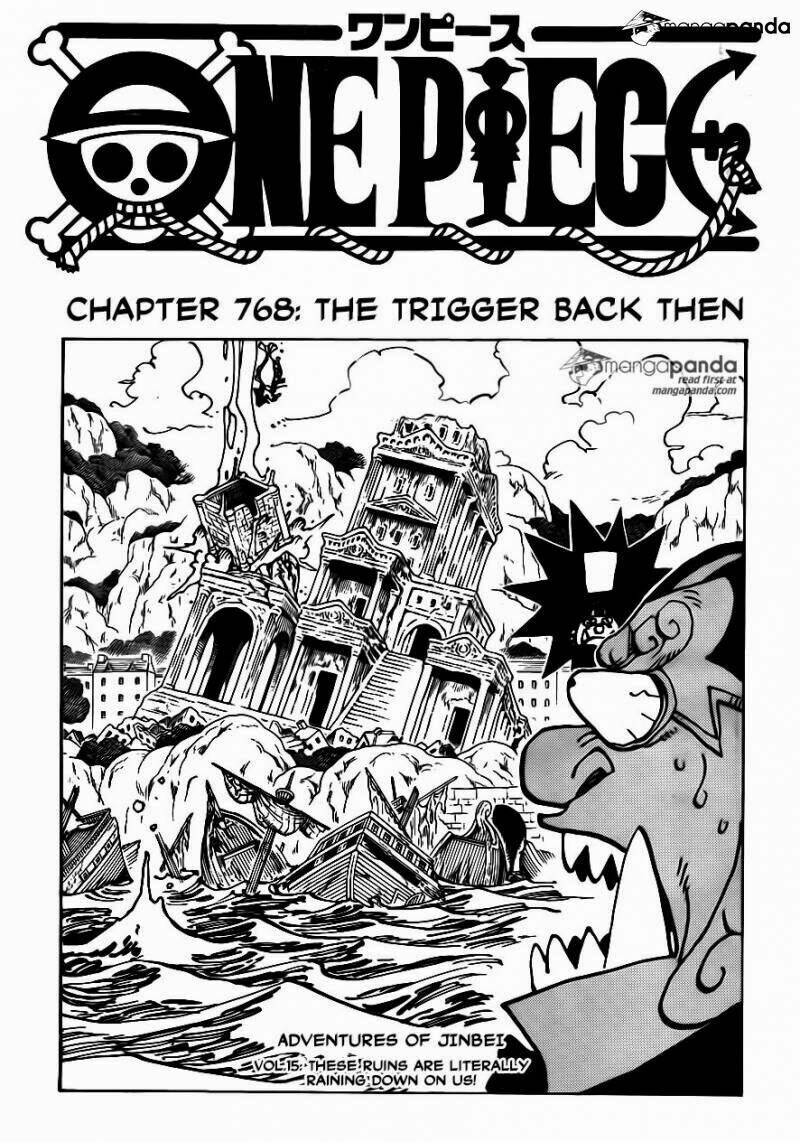 ワンピース
mangapanda
ONE PIECE
CHAPTER 768: THE TRIGGER BACK THEN
mangapanda
read first at
mangapanda.com
ADVENTURES OF JINBEI
VOL.15: THESE RUINS ARE LITERALLY
RAINING DOWN ON US!